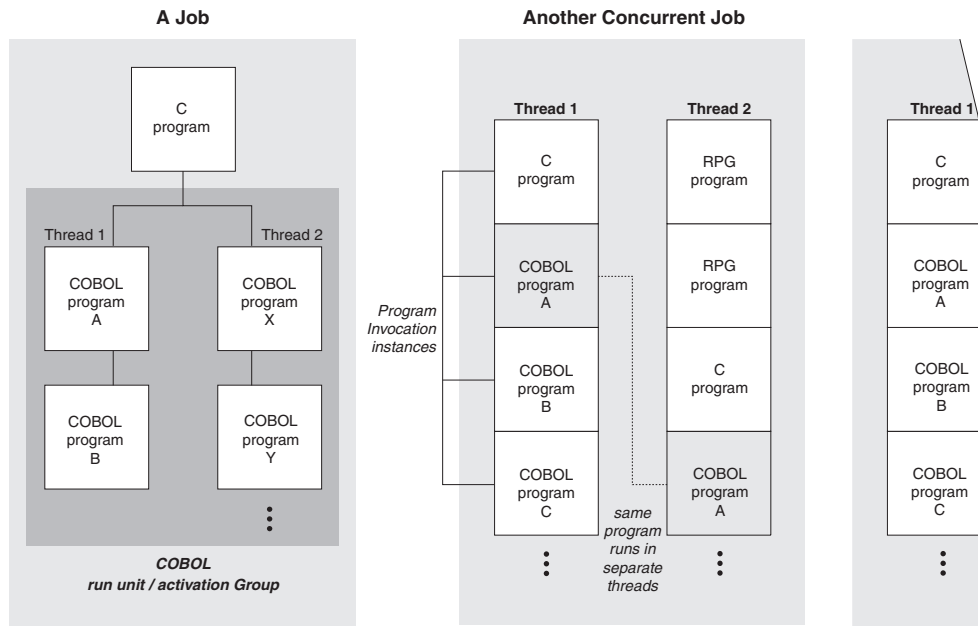 A Job
C
program
Thread 1
Thread 2
COBOL
program
A
COBOL
program
X
COBOL
program
B
COBOL
program
Y
COBOL
run unit / activation Group
Another Concurrent Job
Thread 1
C
program
COBOL
program
A
COBOL
program
B
COBOL
program
C
Program
Invocation
instances
Thread 2
RPG
program
RPG
program
C
program
COBOL
program
A
same
program
runs in
separate
threads
Thread 1
C
program
COBOL
program
A
COBOL
program
B
COBOL
program
C